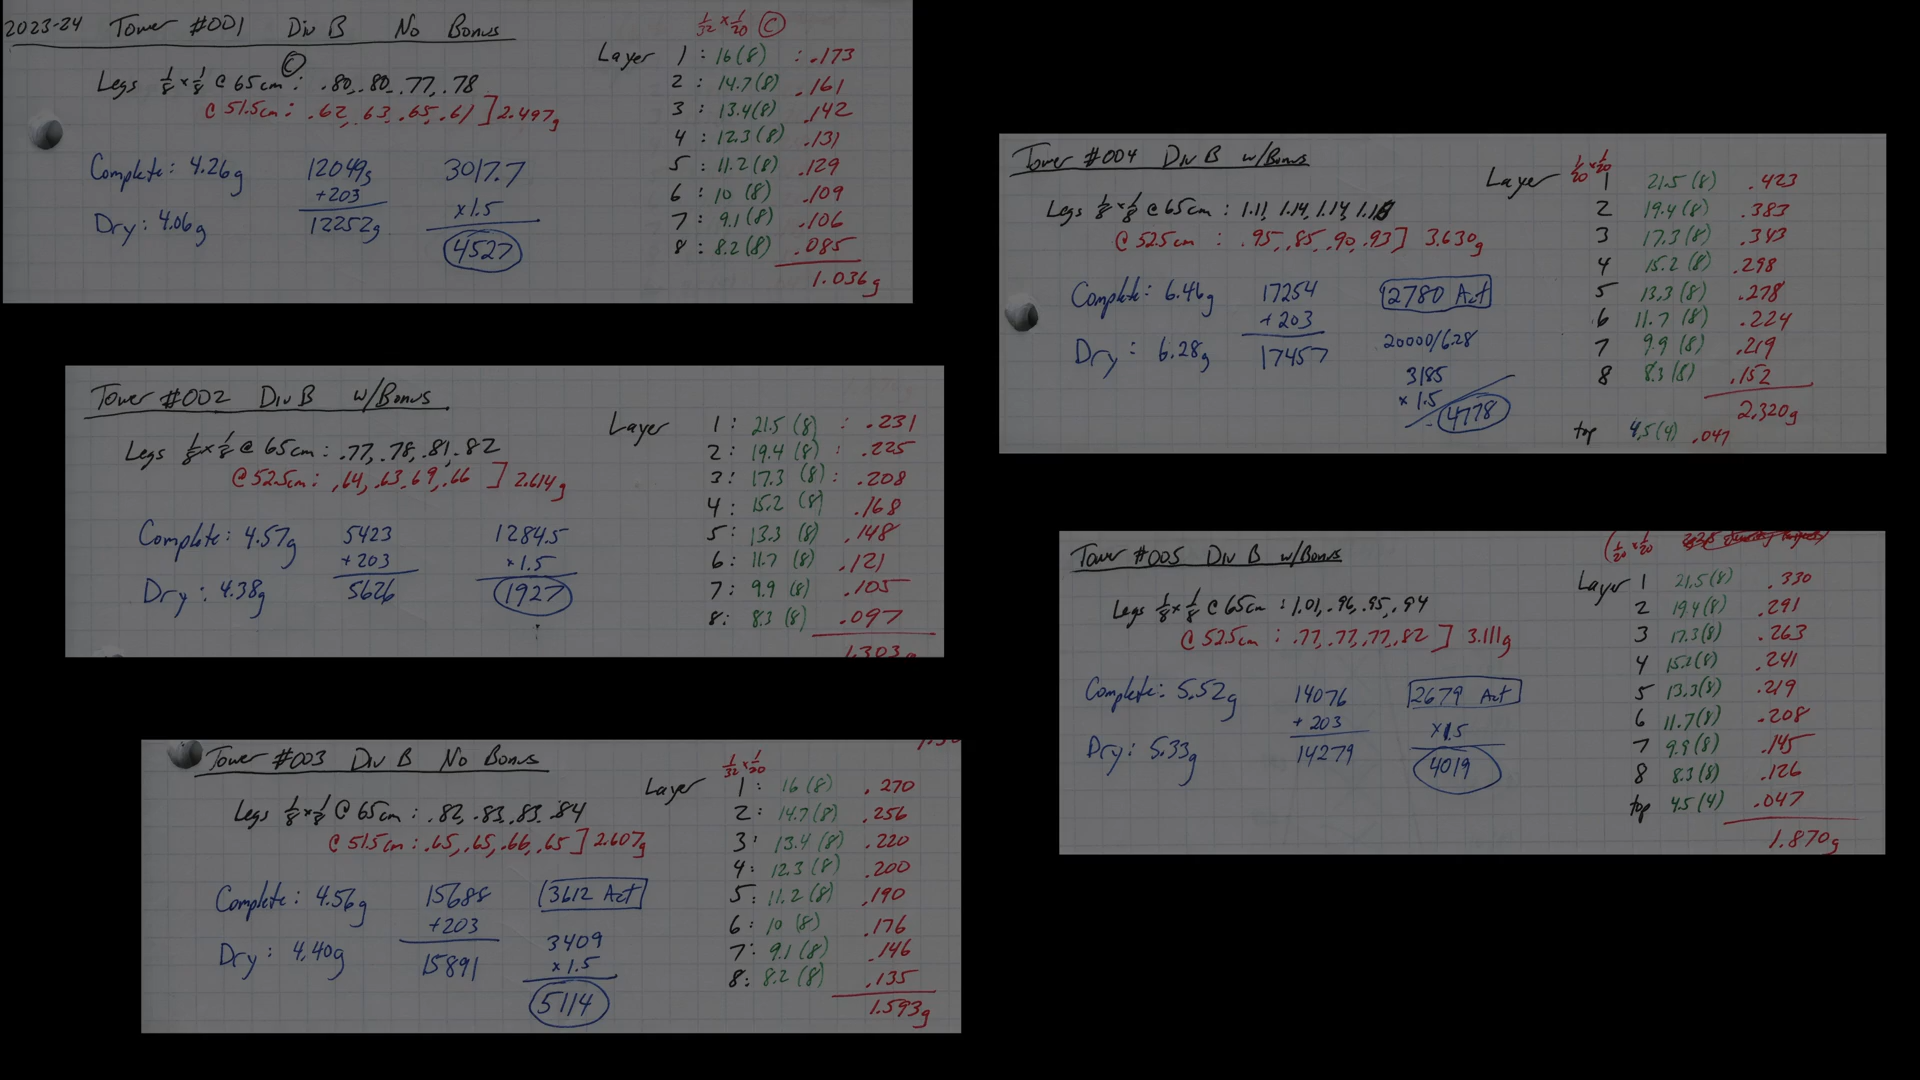 2023-24 Tower #001 Div B No Bonus
Legs 1/8 x 1/8 @ 65cm: .80, .80, .77, .78
©
@ 51.5cm: .62, .63, .65, .61] 2.497g
Complete: 4.26g
Dry: 4.06g
12049g
+203
12252g
3017.7
x1.5
4527
1/32 x 1/20 ©
Layer 1: 16(8) : .173
2: 14.7(8) .161
3: 13.4(8) .142
4: 12.3(8) .131
5: 11.2(8) .129
6: 10 (8) .109
7: 9.1(8) .106
8: 8.2(8) .085
1.036g
Tower #002 Div B w/Bonus
Legs 1/8 x 1/8 @ 65cm: .77, .78, .81, .82
@ 52.5cm: .64, .63, .69, .66] 2.614g
Complete: 4.57g
Dry: 4.38g
5423
+203
5626
1284.5
x1.5
1927
Layer 1: 21.5 (8) : .231
2: 19.4 (8) : .225
3: 17.3 (8) : .208
4: 15.2 (8) .168
5: 13.3 (8) .148
6: 11.7 (8) .121
7: 9.9 (8) .105
8: 8.3 (8) .097
1.303g
Tower #003 Div B No Bonus
Legs 1/8 x 1/8 @ 65cm: .82, .83, .83, .84
@ 51.5cm: .65, .65, .66, .65] 2.607g
Complete: 4.56g
Dry: 4.40g
15688
+203
15891
3612 Act
3409
x1.5
5114
1/32 x 1/20
Layer 1: 16 (8) .270
2: 14.7(8) .256
3: 13.4 (8) .220
4: 12.3 (8) .200
5: 11.2 (8) .190
6: 10 (8) .176
7: 9.1 (8) .146
8: 8.2 (8) .135
1.593g
Tower #004 Div B w/Bonus
Legs 1/8 x 1/8 @ 65cm: 1.11, 1.14, 1.14,
@ 52.5cm: .95, .85, .90, .93] 3.630g
Complete: 6.46g
Dry: 6.28g
17254
+203
17457
2780 Act
20000/6.28
3185
x1.5
4778
1/20 x 1/20
Layer 1 21.5 (8) .423
2 19.4 (8) .383
3 17.3 (8) .343
4 15.2 (8) .298
5 13.3 (8) .278
6 11.7 (8) .224
7 9.9 (8) .219
8 8.3 (8) .152
2.320g
top 4.5(4) .047
Tower #005 Div B w/Bonus
Legs 1/8 x 1/8 @ 65cm: 1.01, .96, .95, .94
@ 52.5cm: .77, .77, .77, .82] 3.111g
Complete: 5.52g
Dry: 5.33g
14076
+203
14279
2679 Act
x1.5
4019
(1/20 x 1/20
Layer 1 21.5(8) .330
2 19.4(8) .291
3 17.3(8) .263
4 15.2(8) .241
5 13.3(8) .219
6 11.7(8) .208
7 9.9(8) .145
8 8.3(8) .126
top 4.5 (4) .047
1.870g